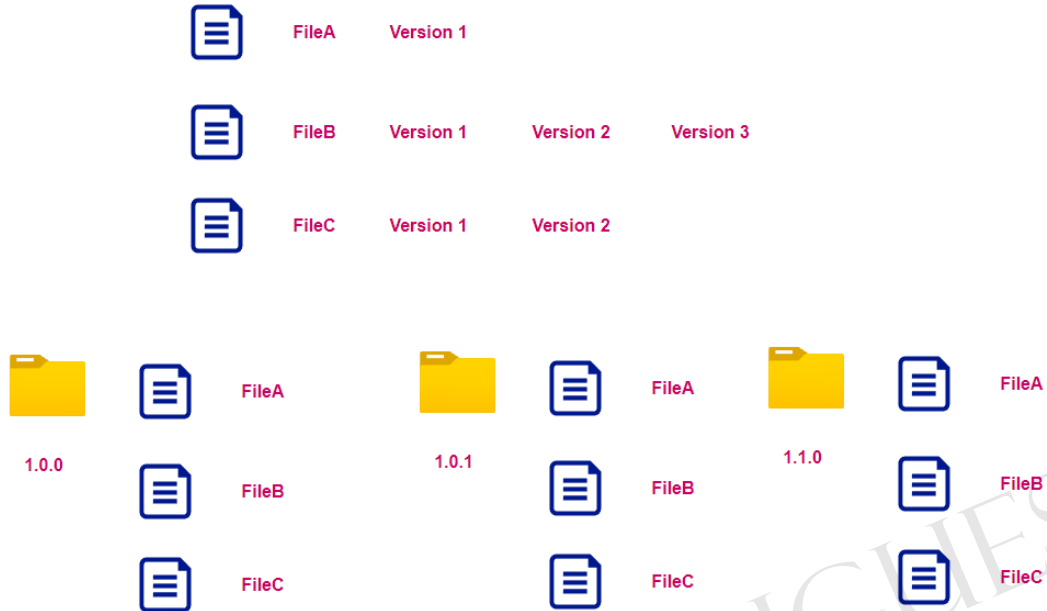 FileA Version 1
FileB Version 1 Version 2 Version 3
FileC Version 1 Version 2
FileA FileA FileA
1.0.0 1.0.1 1.1.0
FileB FileB FileB
FileC FileC FileC